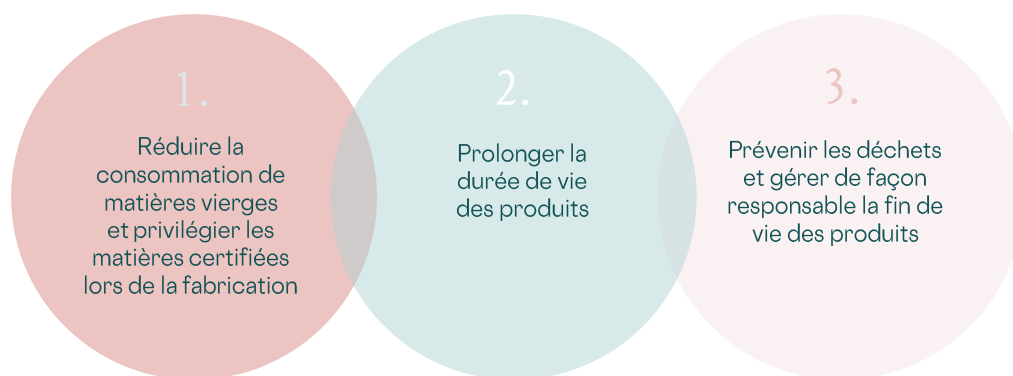 1.
Réduire la
consommation de
matières vierges
et privilégier les
matières certifiées
lors de la fabrication
2.
Prolonger la
durée de vie
des produits
3.
Prévenir les déchets
et gérer de façon
responsable la fin de
vie des produits